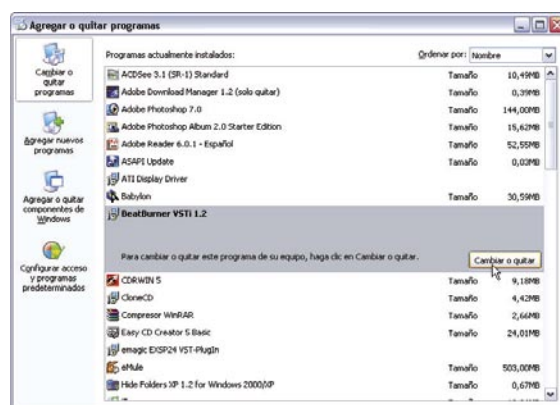 Agregar o quitar programas
Cambiar o quitar programas
Agregar nuevos programas
Agregar o quitar componentes de Windows
Configurar acceso y programas predeterminados
Programas actualmente instalados:
Ordenar por: Nombre
ACDSee 3.1 (SR-1) Standard Tamaño 10,49MB
Adobe Download Manager 1.2 (solo quitar) Tamaño 0,39MB
Adobe Photoshop 7.0 Tamaño 144,00MB
Adobe Photoshop Album 2.0 Starter Edition Tamaño 15,62MB
Adobe Reader 6.0.1 - Español Tamaño 52,55MB
ASAPI Update Tamaño 0,03MB
ATI Display Driver
Babylon Tamaño 30,59MB
BeatBurner VSTi 1.2
Para cambiar o quitar este programa de su equipo, haga clic en Cambiar o quitar.
Cambiar o quitar
CDRWIN 5 Tamaño 9,18MB
CloneCD Tamaño 4,42MB
Compresor WinRAR Tamaño 2,66MB
Easy CD Creator 5 Basic Tamaño 24,01MB
emagic EXSP24 VST-PlugIn
eMule Tamaño 503,00MB
Hide Folders XP 1.2 for Windows 2000/XP Tamaño 0,67MB